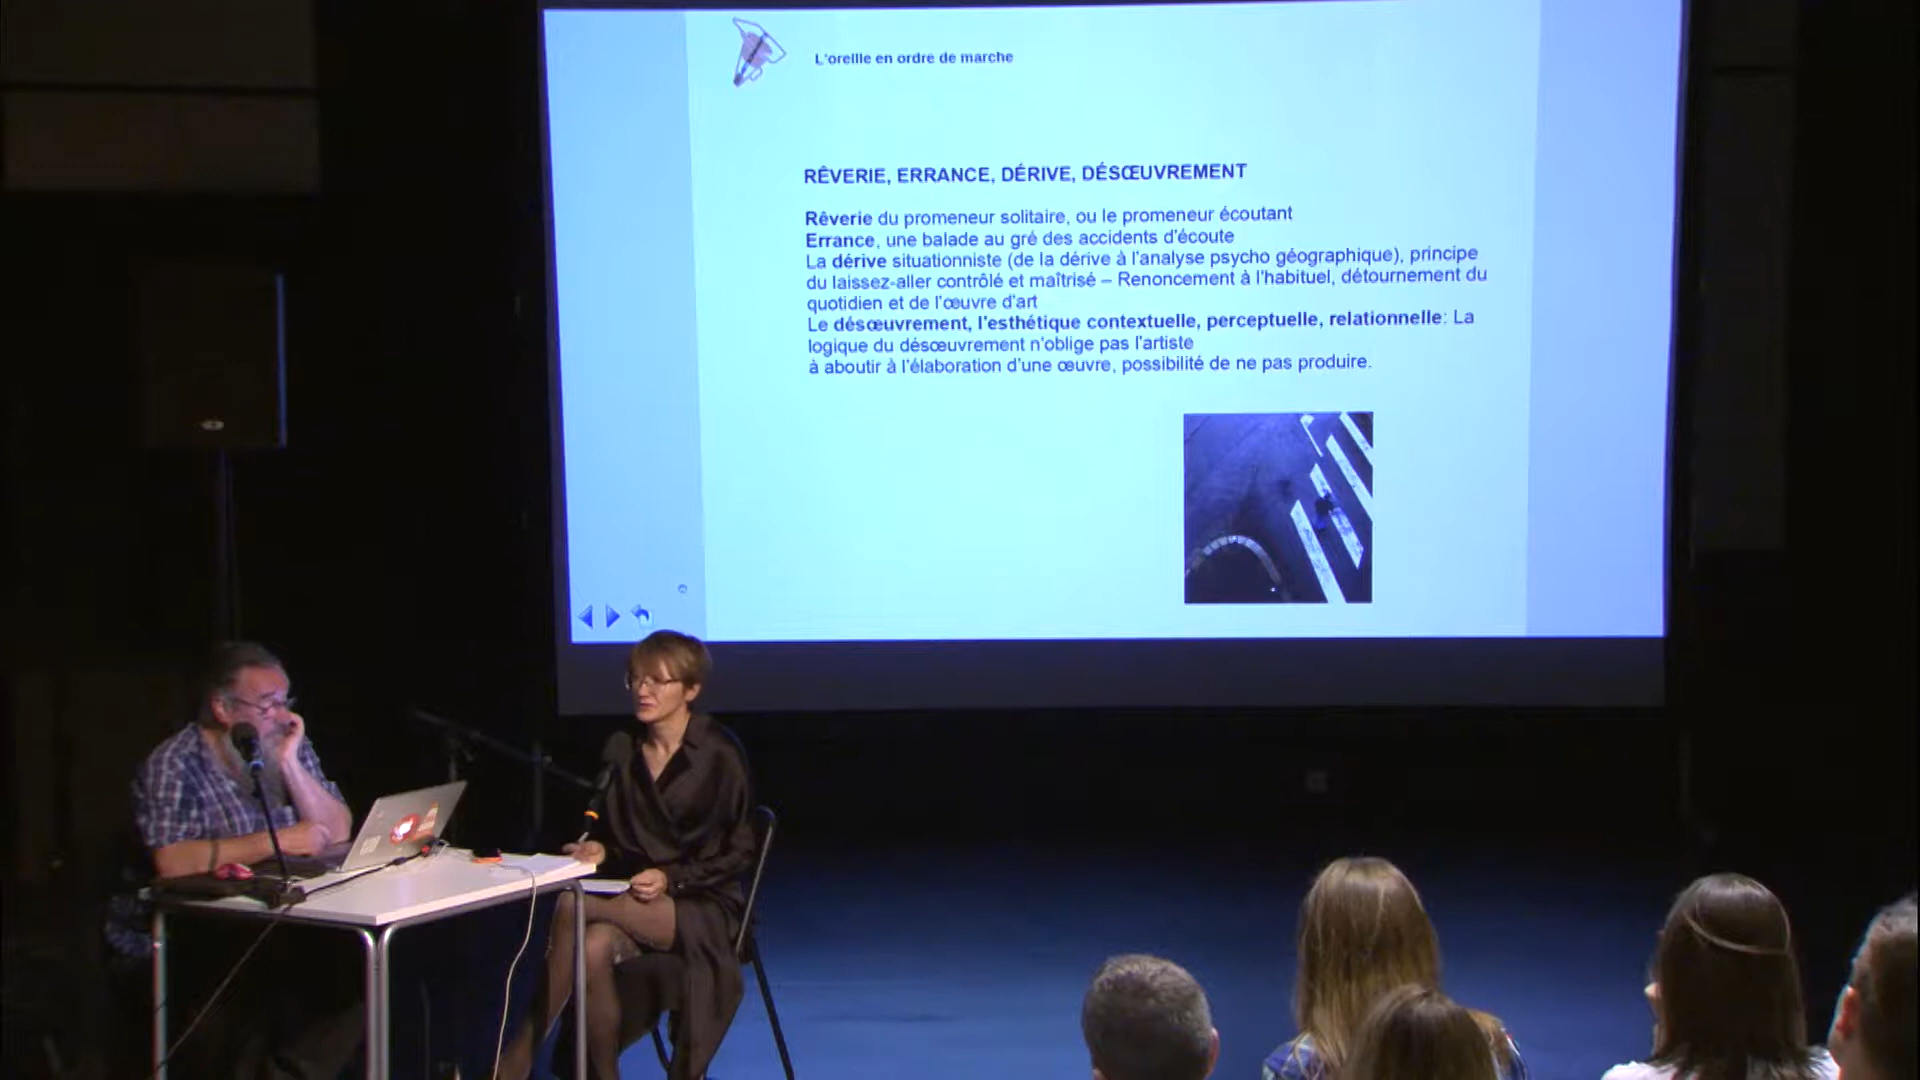 L'oreille en ordre de marche
RÊVERIE, ERRANCE, DÉRIVE, DÉSŒUVREMENT
Rêverie du promeneur solitaire, ou le promeneur écoutant
Errance, une balade au gré des accidents d'écoute
La dérive situationniste (de la dérive à l'analyse psycho géographique), principe
du laissez-aller contrôlé et maîtrisé – Renoncement à l'habituel, détournement du
quotidien et de l'œuvre d'art
Le désœuvrement, l'esthétique contextuelle, perceptuelle, relationnelle: La
logique du désœuvrement n'oblige pas l'artiste
à aboutir à l'élaboration d'une œuvre, possibilité de ne pas produire.